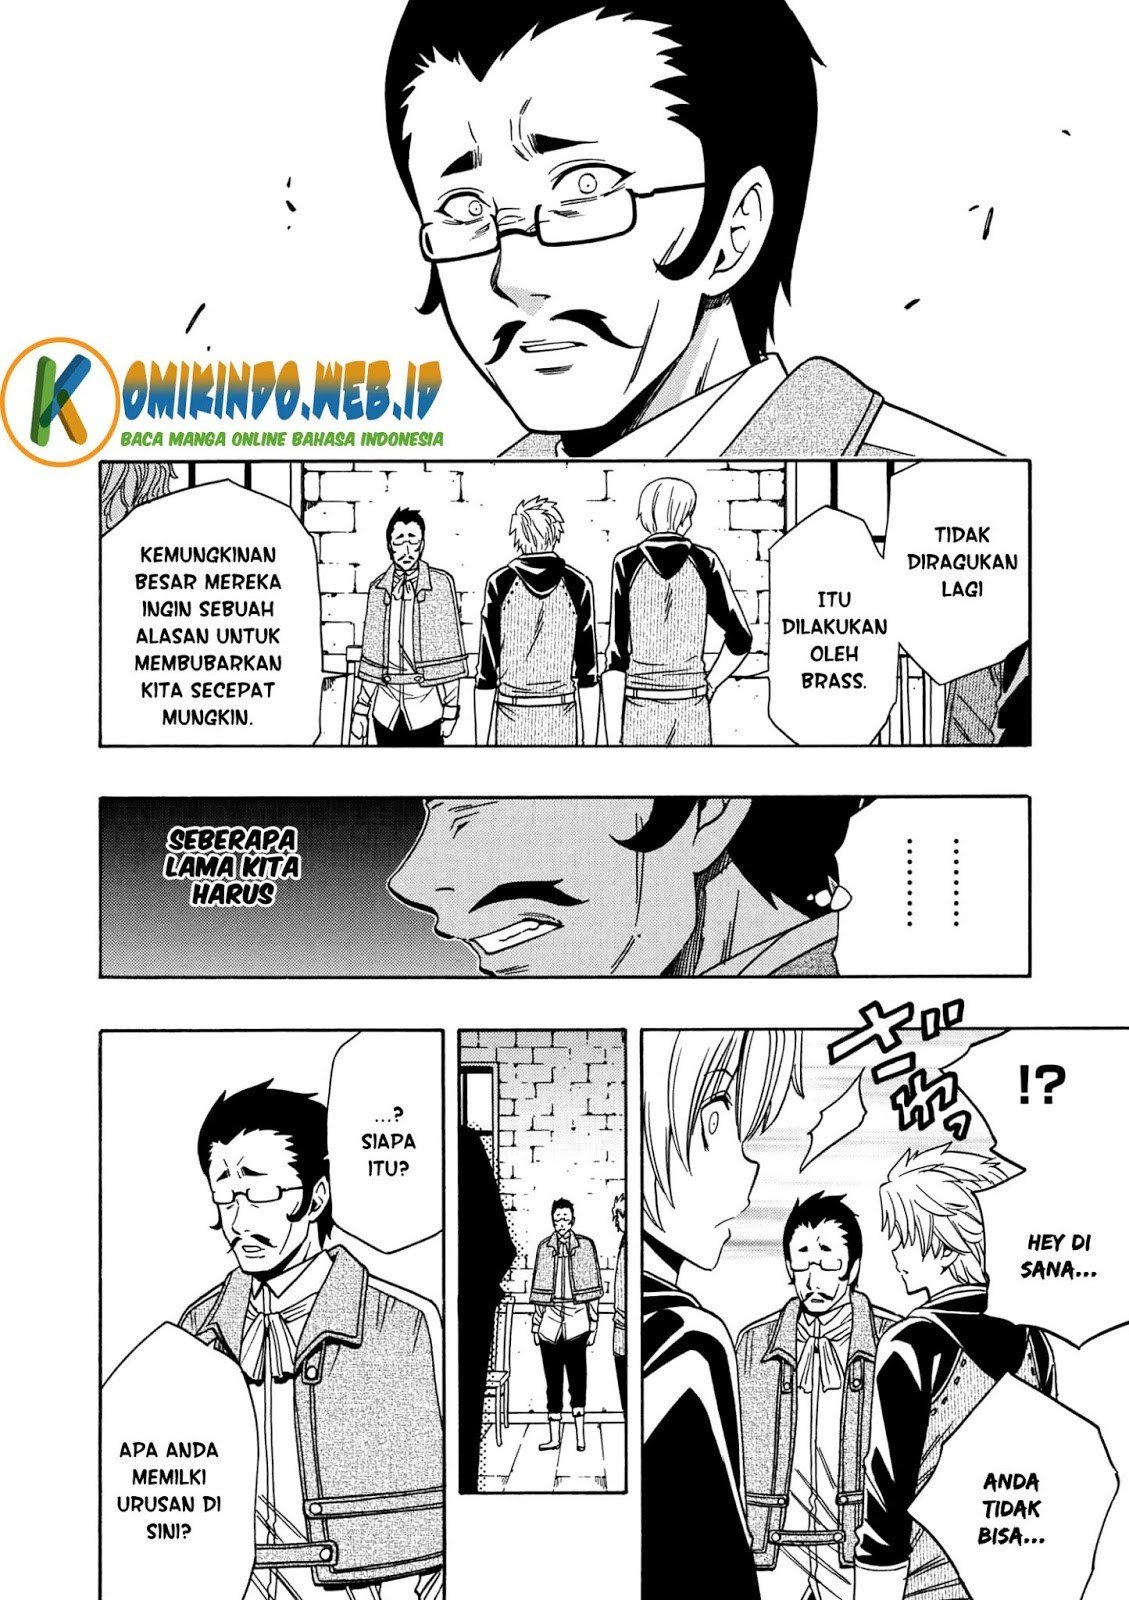 KOMIKINDO.WEB.ID
BACA MANGA ONLINE BAHASA INDONESIA
TIDAK
DIRAGUKAN
LAGI
ITU
DILAKUKAN
OLEH
BRASS.
KEMUNGKINAN
BESAR MEREKA
INGIN SEBUAH
ALASAN UNTUK
MEMBUBARKAN
KITA SECEPAT
MUNGKIN.
SEBERAPA
LAMA KITA
HARUS
!?
HEY DI
SANA...
ANDA
TIDAK
BISA...
...?
SIAPA
ITU?
APA ANDA
MEMILKI
URUSAN DI
SINI?